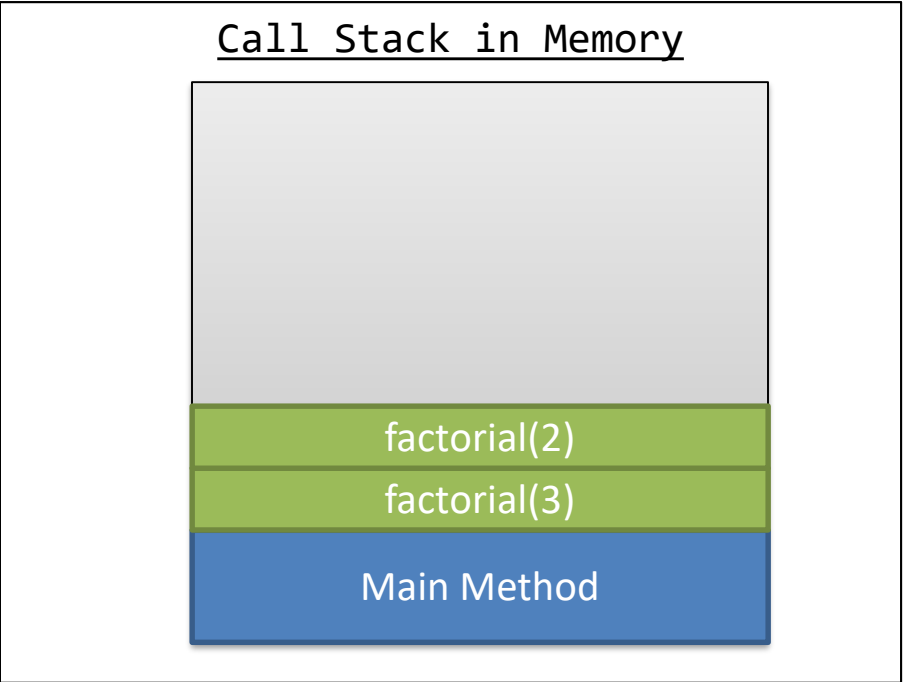 Call Stack in Memory
factorial(2)
factorial(3)
Main Method